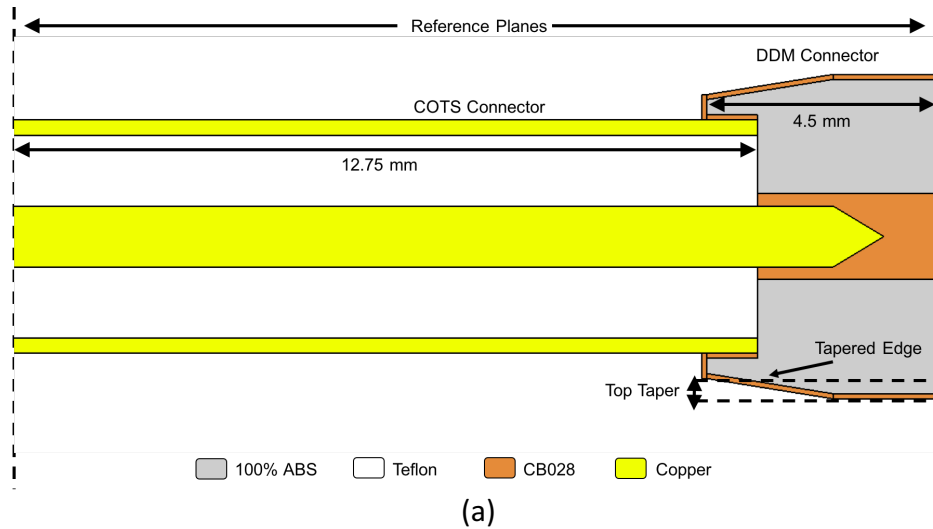 Reference Planes
DDM Connector
COTS Connector
4.5 mm
12.75 mm
Tapered Edge
Top Taper
100% ABS
Teflon
CB028
Copper
(a)